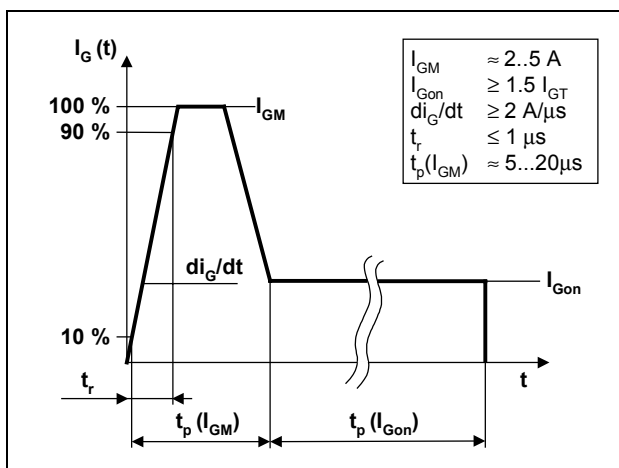 I_G (t)
100 %
90 %
I_GM
di_G/dt
I_Gon
10 %
t_r
t
t_p (I_GM)
t_p (I_Gon)
I_GM ≈ 2..5 A
I_Gon ≥ 1.5 I_GT
di_G/dt ≥ 2 A/μs
t_r ≤ 1 μs
t_p(I_GM) ≈ 5...20μs